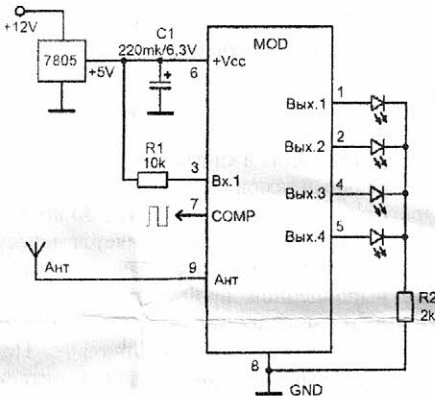 +12V
7805
+5V
C1
220mk/6,3V
6
+Vcc
MOD
R1
10k
3
Вх.1
7
COMP
Ант
9
Ант
Вых.1
1
Вых.2
2
Вых.3
4
Вых.4
5
R2
2k
8
GND